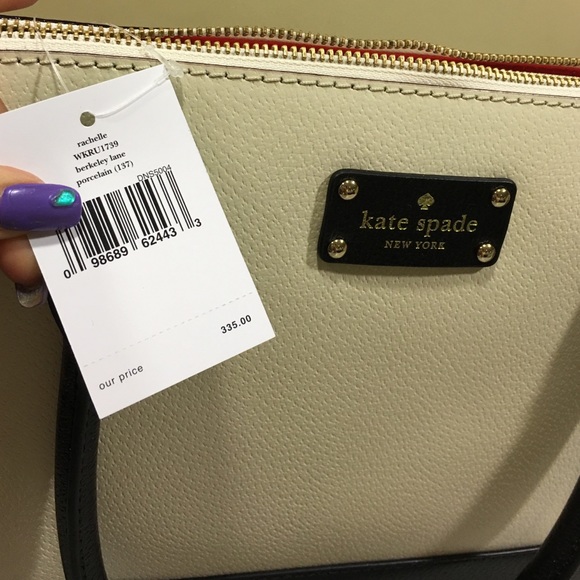 rachelle
WKRU1739
berkeley lane
porcelain (137)
DNS5004
0 98689 62443 3
335.00
our price
kate spade
NEW YORK